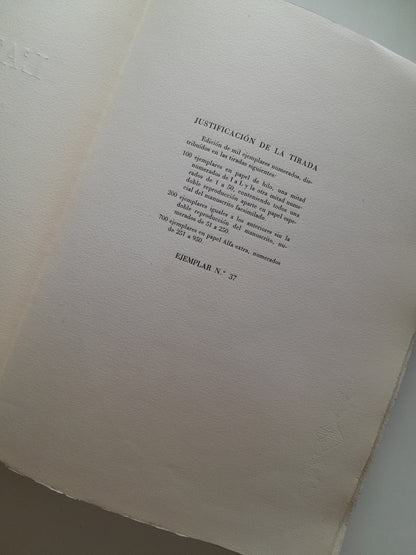 JUSTIFICACIÓN DE LA TIRADA
Edición de mil ejemplares numerados, dis-
tribuídos en las tiradas siguientes:
100 ejemplares en papel de hilo, una mitad
numerados de I a L y la otra mitad nume-
rados de 1 a 50, conteniendo todos una
doble reproducción aparte en papel espe-
cial del manuscrito facsimilado
200 ejemplares iguales a los anteriores sin la
doble reproducción del manuscrito, nu-
merados de 51 a 250.
700 ejemplares en papel Alfa extra, numerados
de 251 a 950.
EJEMPLAR N.º 37